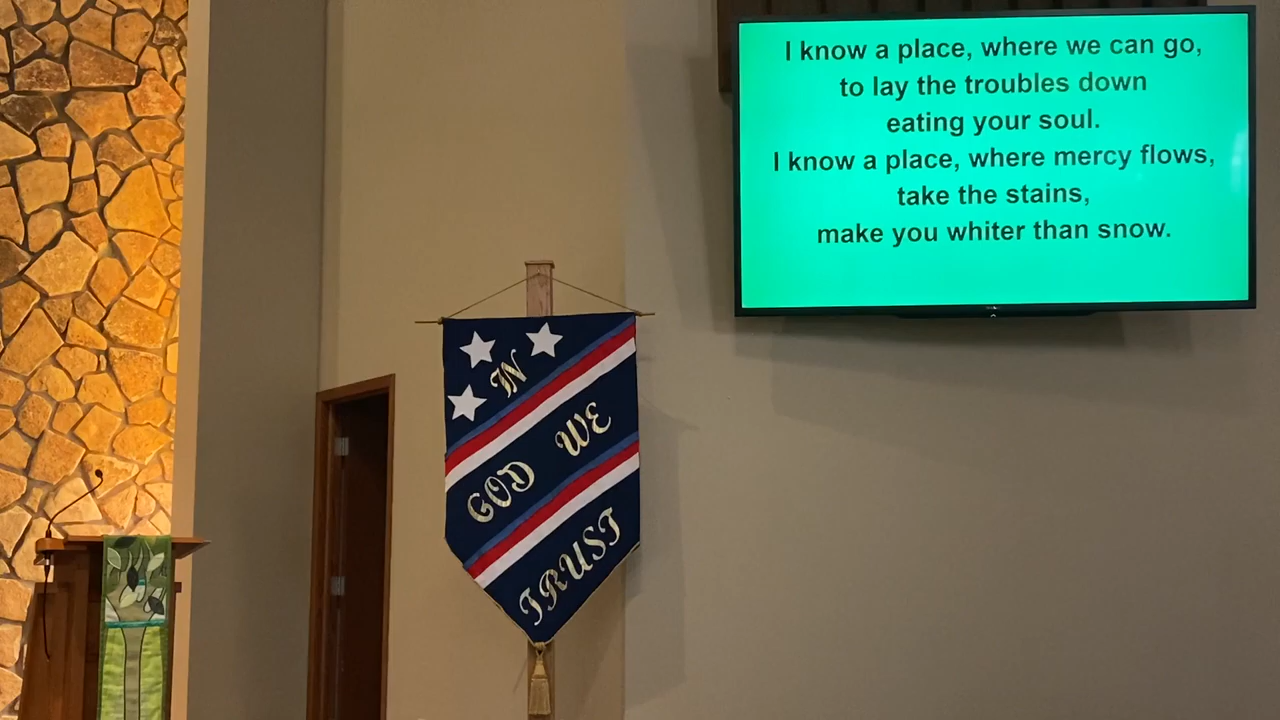 I know a place, where we can go,
to lay the troubles down
eating your soul.
I know a place, where mercy flows,
take the stains,
make you whiter than snow.
IN
GOD WE
TRUST